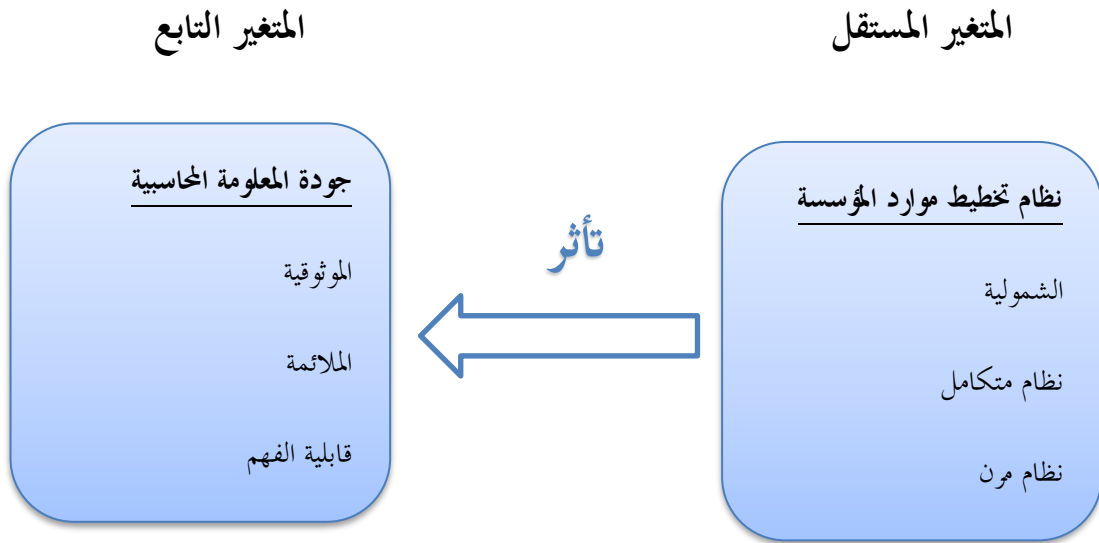 المتغير المستقل
المتغير التابع
نظام تخطيط موارد المؤسسة
الشمولية
نظام متكامل
نظام مرن
تأثر
جودة المعلومة المحاسبية
الموثوقية
الملائمة
قابلية الفهم